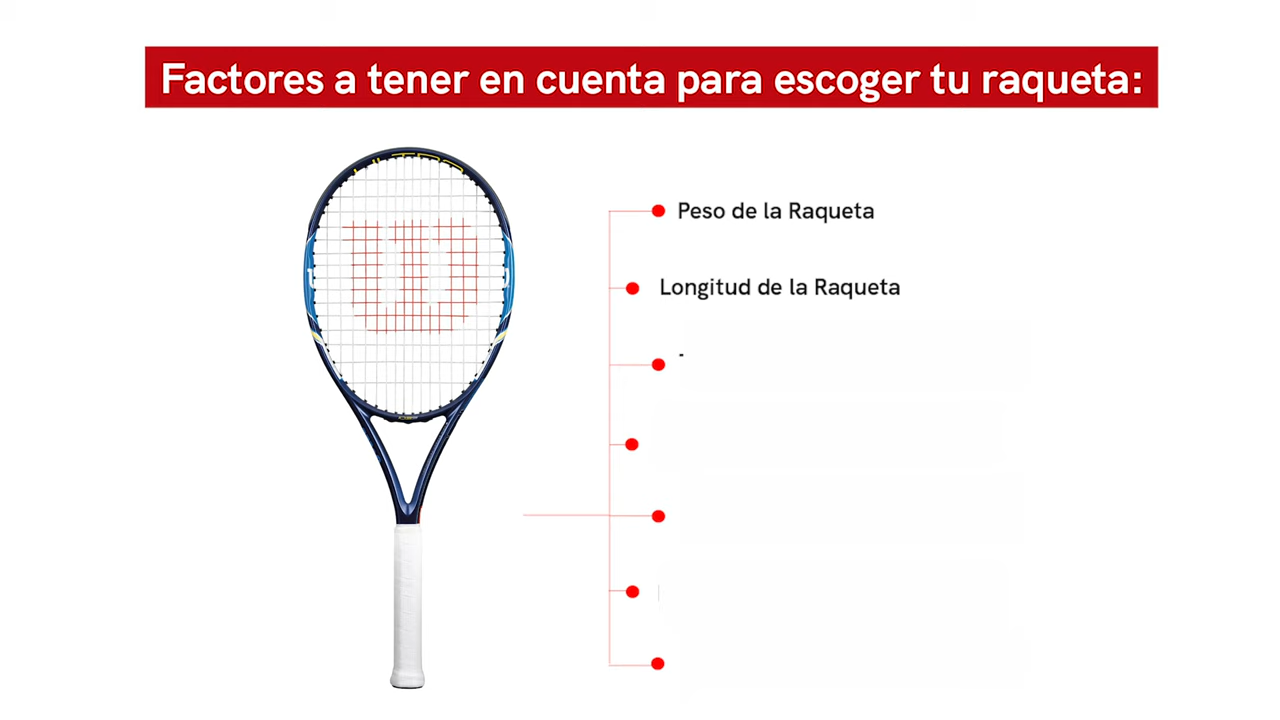 Factores a tener en cuenta para escoger tu raqueta:
Peso de la Raqueta
Longitud de la Raqueta